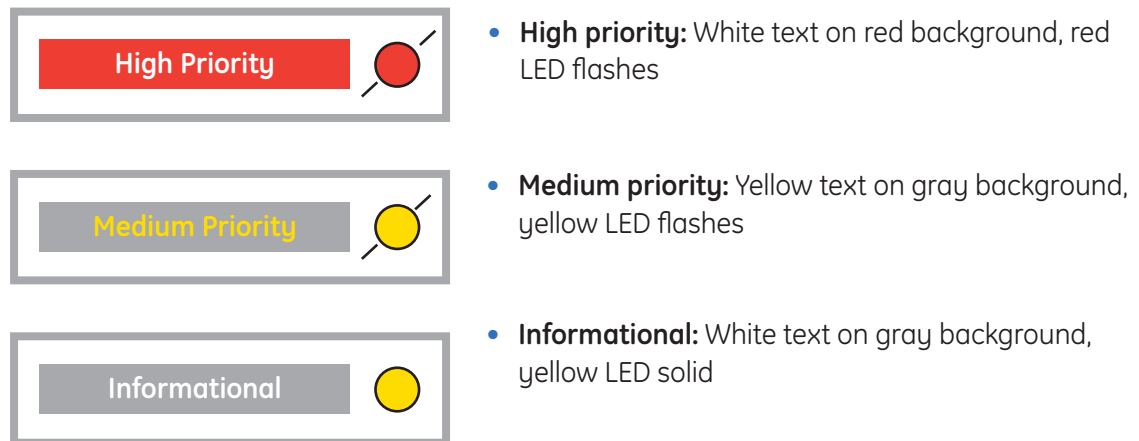 High Priority
• High priority: White text on red background, red
LED flashes
Medium Priority
• Medium priority: Yellow text on gray background,
yellow LED flashes
Informational
• Informational: White text on gray background,
yellow LED solid